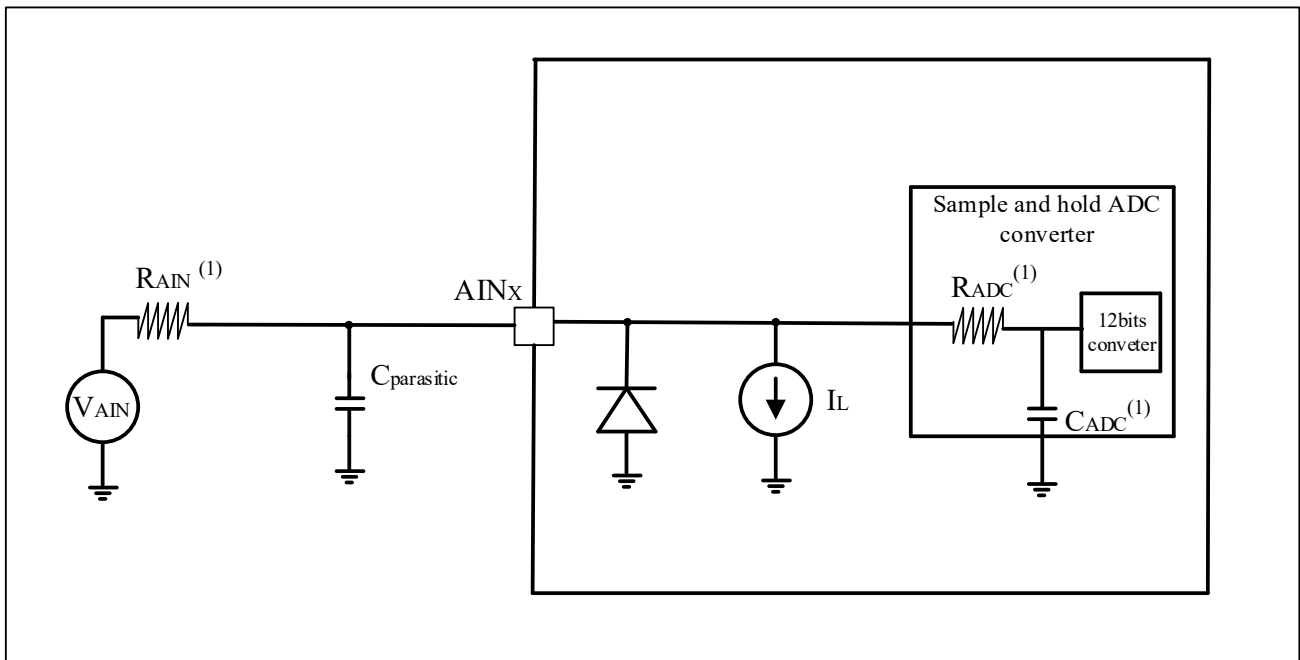 Sample and hold ADC
converter
RAIN (1)
AINx
RADC(1)
12bits
conveter
VAIN
Cparasitic
IL
CADC(1)